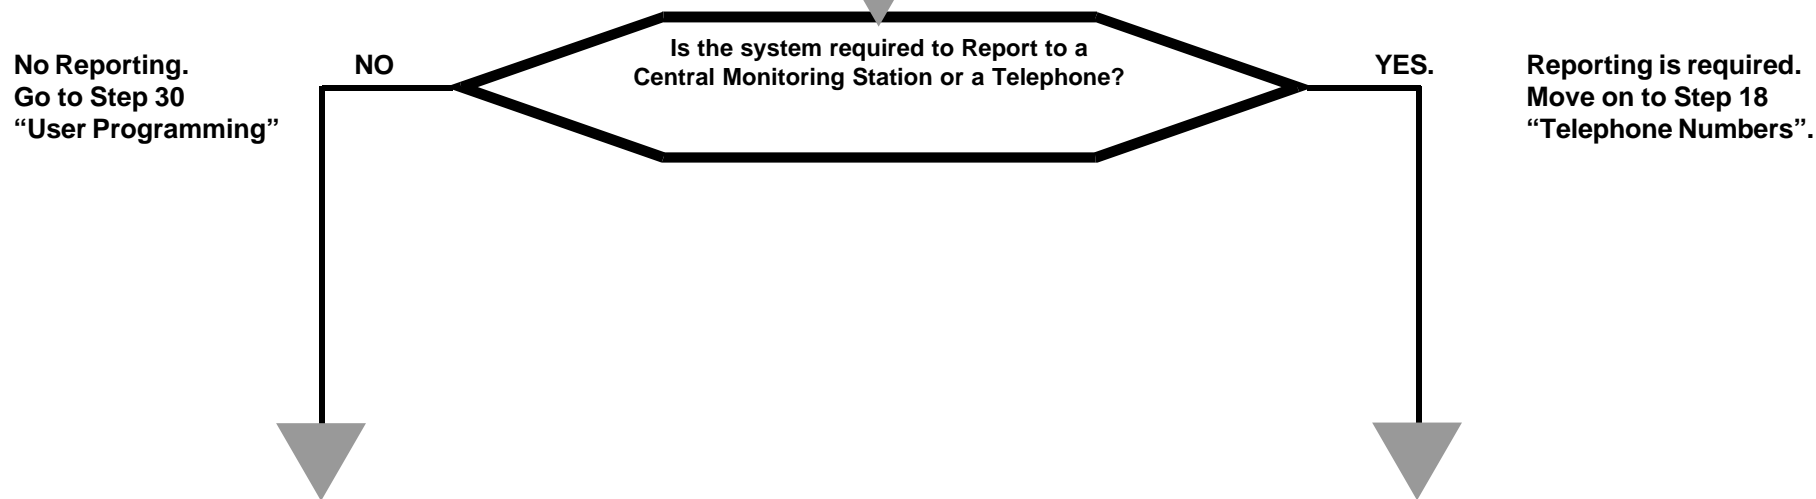 Is the system required to Report to a
Central Monitoring Station or a Telephone?
No Reporting.
Go to Step 30
“User Programming”
NO
YES.
Reporting is required.
Move on to Step 18
“Telephone Numbers”.